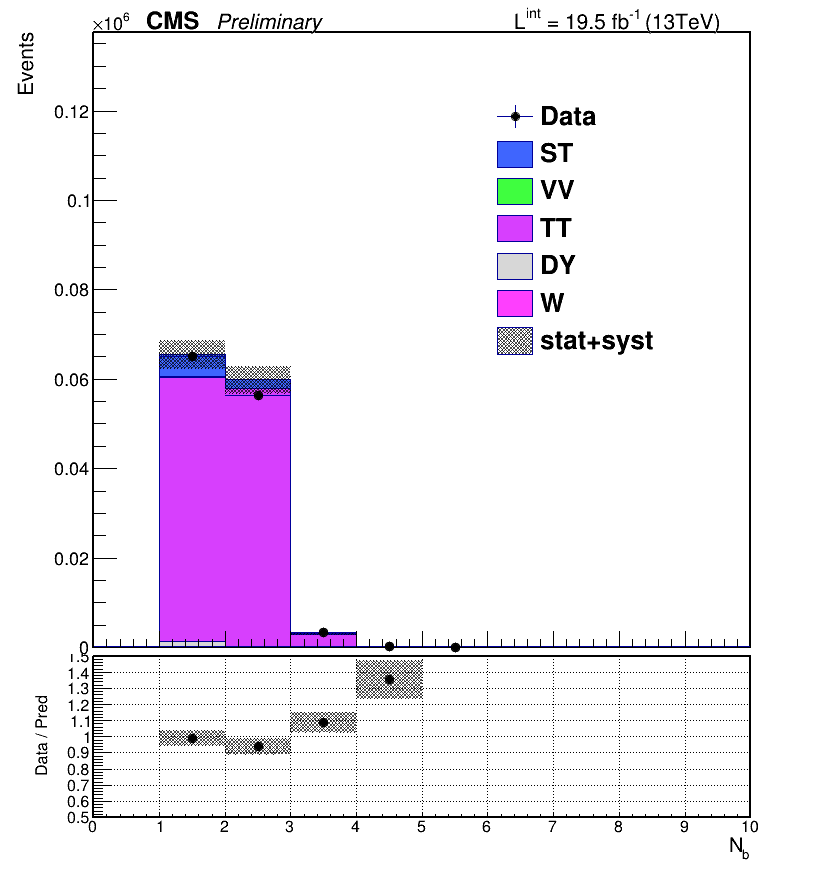 ×10⁶ CMS Preliminary L^int = 19.5 fb⁻¹ (13TeV)
Events
0.12
0.1
0.08
0.06
0.04
0.02
0
Data
ST
VV
TT
DY
W
stat+syst
Data / Pred
1.5
1.4
1.3
1.2
1.1
1
0.9
0.8
0.7
0.6
0.5
0 1 2 3 4 5 6 7 8 9 10
N_b